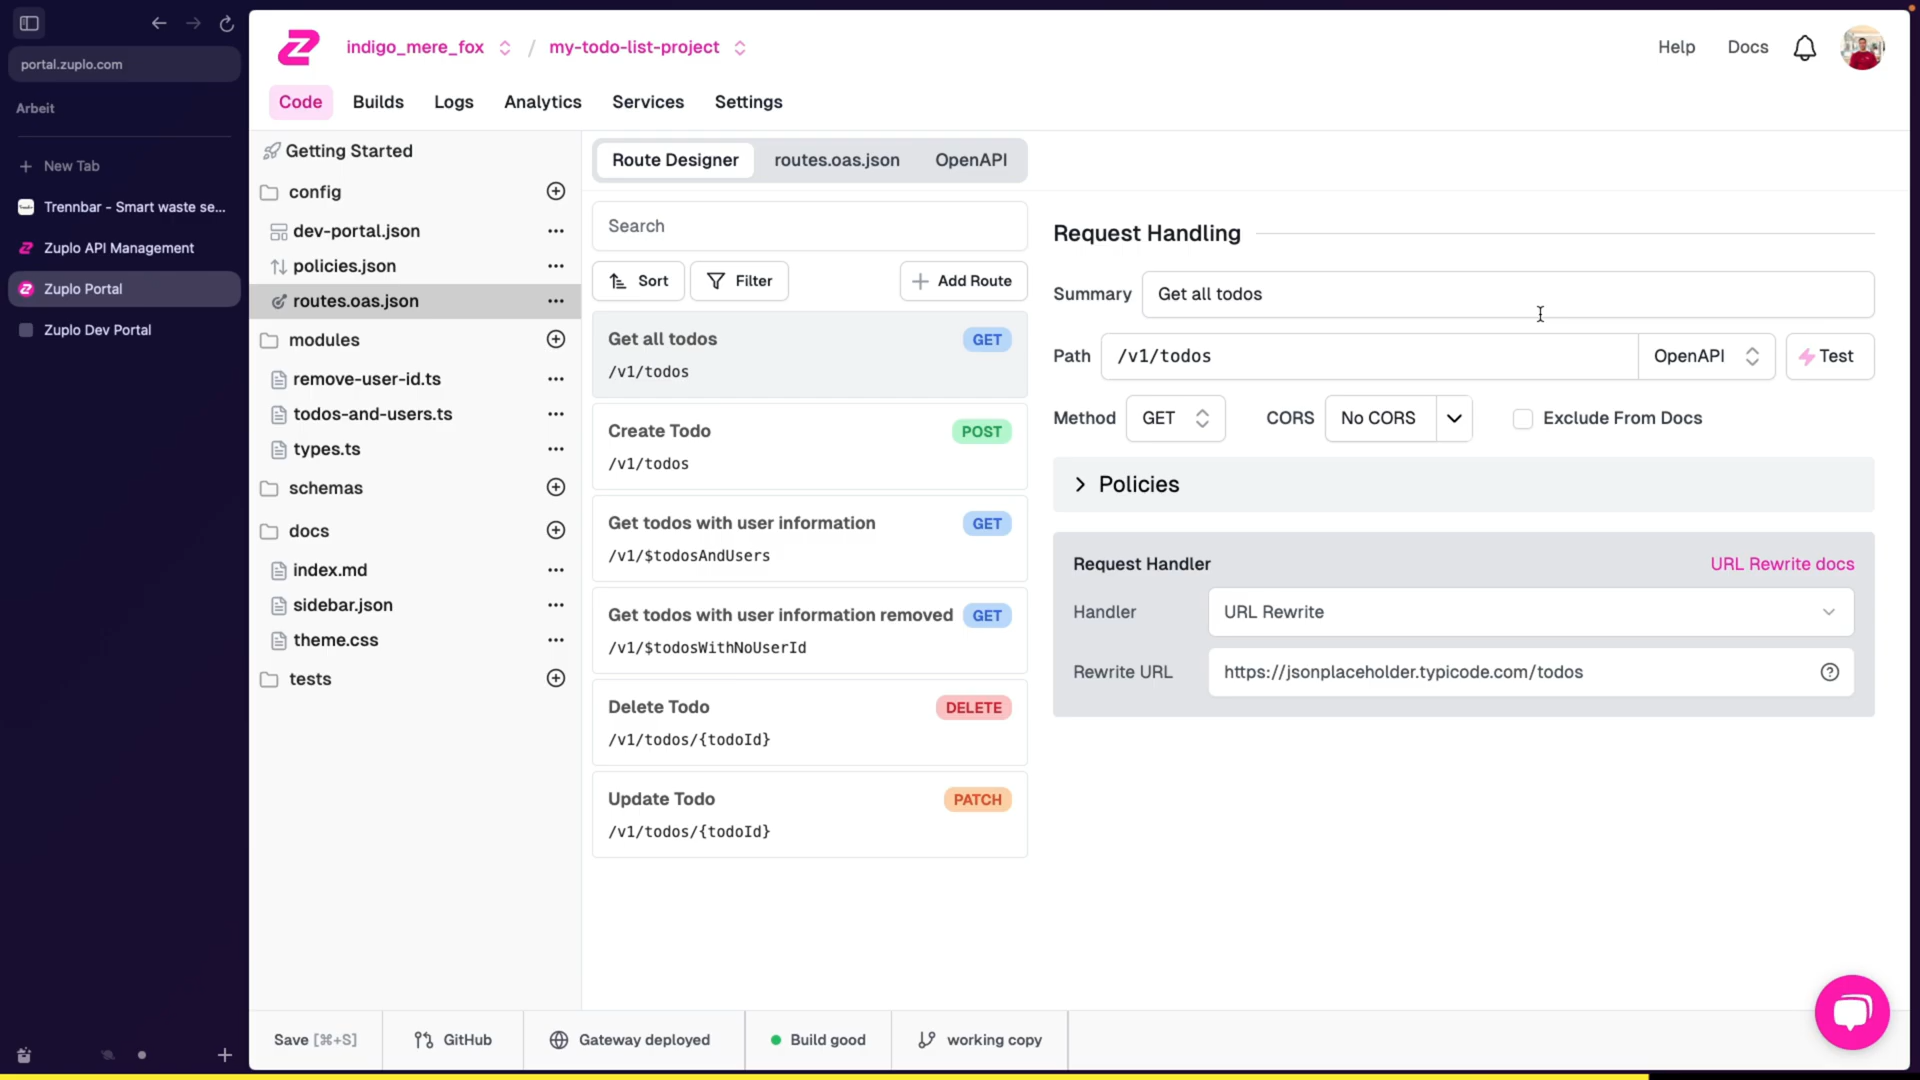 portal.zuplo.com
Arbeit
New Tab
Trennbar - Smart waste se...
Zuplo API Management
Zuplo Portal
Zuplo Dev Portal
indigo_mere_fox / my-todo-list-project
Help Docs
Code Builds Logs Analytics Services Settings
Getting Started
config
dev-portal.json
policies.json
routes.oas.json
modules
remove-user-id.ts
todos-and-users.ts
types.ts
schemas
docs
index.md
sidebar.json
theme.css
tests
Route Designer routes.oas.json OpenAPI
Search
Sort Filter Add Route
Get all todos GET
/v1/todos
Create Todo POST
/v1/todos
Get todos with user information GET
/v1/$todosAndUsers
Get todos with user information removed GET
/v1/$todosWithNoUserId
Delete Todo DELETE
/v1/todos/{todoId}
Update Todo PATCH
/v1/todos/{todoId}
Request Handling
Summary Get all todos
Path /v1/todos OpenAPI Test
Method GET CORS No CORS Exclude From Docs
Policies
Request Handler URL Rewrite docs
Handler URL Rewrite
Rewrite URL https://jsonplaceholder.typicode.com/todos
Save [⌘+S] GitHub Gateway deployed Build good working copy